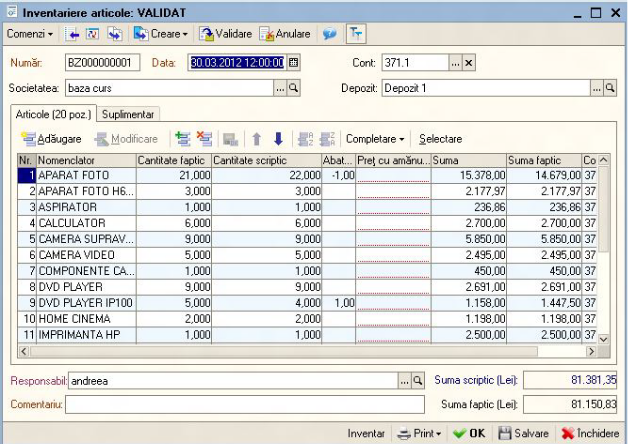 Inventariere articole: VALIDAT
Comenzi Creare Validare Anulare
Număr: BZ000000001 Data: 30.03.2012 12:00:00 Cont: 371.1 ... x
Societatea: baza curs ... Depozit: Depozit 1 ...
Articole (20 poz.) Suplimentar
Adăugare Modificare Completare Selectare
Nr. Nomenclator Cantitate faptic Cantitate scriptic Abat... Preț cu amănu... Suma Suma faptic Co
1 APARAT FOTO 21,000 22,000 -1,00 15.378,00 14.679,00 37
2 APARAT FOTO H6... 3,000 3,000 2.177,97 2.177,97 37
3 ASPIRATOR 1,000 1,000 236,86 236,86 37
4 CALCULATOR 6,000 6,000 2.700,00 2.700,00 37
5 CAMERA SUPRAV... 9,000 9,000 5.850,00 5.850,00 37
6 CAMERA VIDEO 5,000 5,000 2.495,00 2.495,00 37
7 COMPONENTE CA... 1,000 1,000 450,00 450,00 37
8 DVD PLAYER 9,000 9,000 2.691,00 2.691,00 37
9 DVD PLAYER IP100 5,000 4,000 1,00 1.158,00 1.447,50 37
10 HOME CINEMA 2,000 2,000 1.198,00 1.198,00 37
11 IMPRIMANTA HP 1,000 1,000 2.500,00 2.500,00 37
Responsabil: andreea ... Suma scriptic (Lei): 81.381,35
Comentariu: Suma faptic (Lei): 81.150,83
Inventar Print OK Salvare Închidere